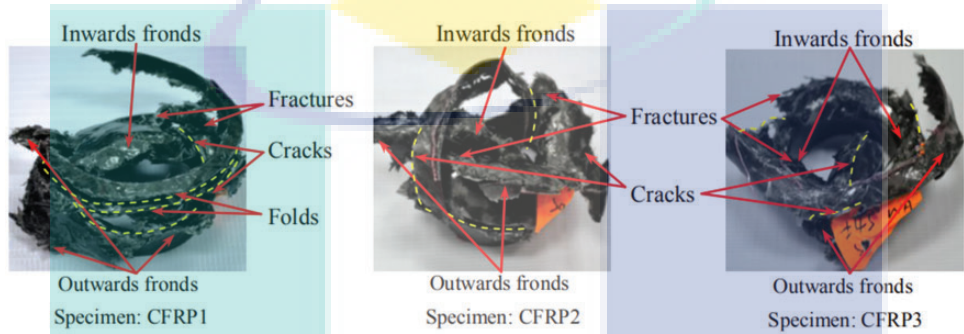 Inwards fronds
Fractures
Cracks
Folds
Outwards fronds
Specimen: CFRP1
Inwards fronds
Fractures
Cracks
Outwards fronds
Specimen: CFRP2
Inwards fronds
Outwards fronds
Specimen: CFRP3